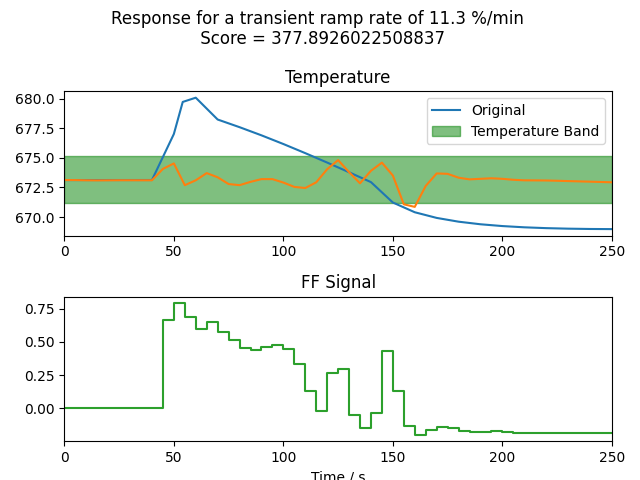 Response for a transient ramp rate of 11.3 %/min
Score = 377.8926022508837
Temperature
680.0
677.5
675.0
672.5
670.0
Original
Temperature Band
0 50 100 150 200 250
FF Signal
0.75
0.50
0.25
0.00
0 50 100 150 200 250
Time / s